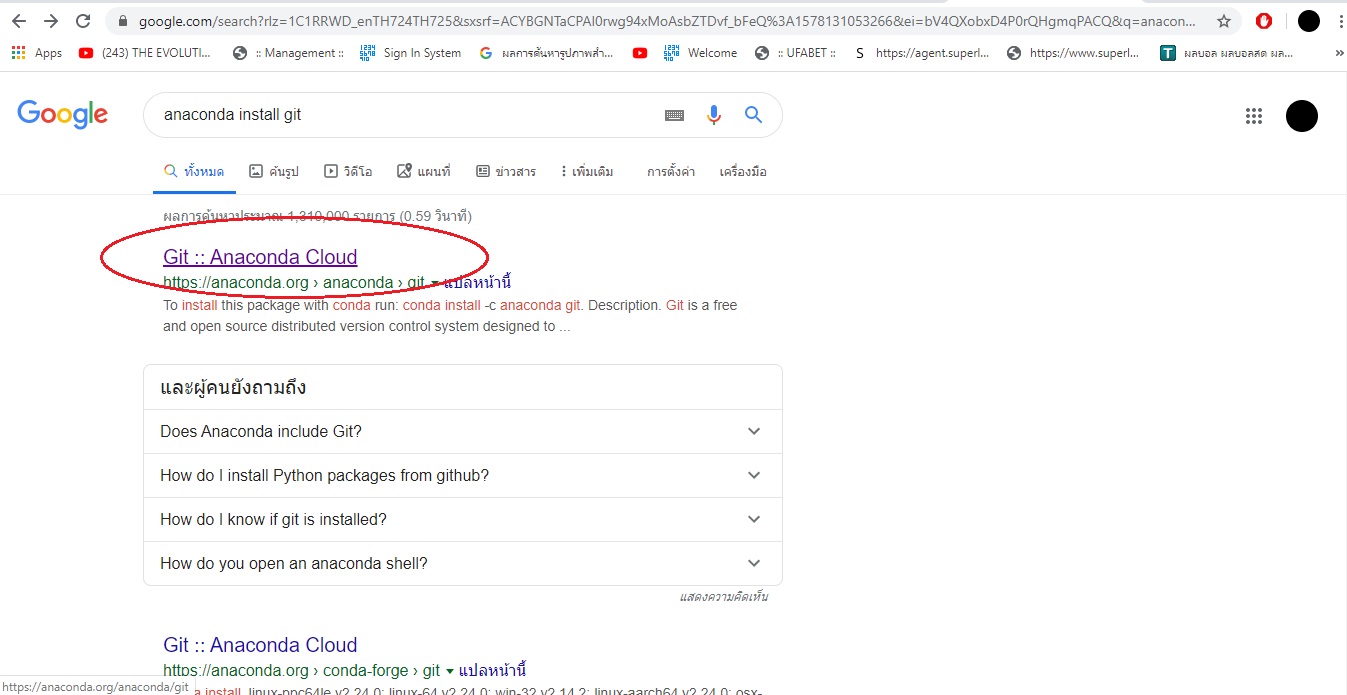 google.com/search?rlz=1C1RRWD_enTH724TH725&sxsrf=ACYBGNTaCPAI0rwg94xMoAsbZTDvf_bFeQ%3A1578131053266&ei=bV4QXobxD4P0rQHgmqPACQ&q=anacon...
Apps (243) THE EVOLUTI... :: Management :: Sign In System ผลการค้นหารูปภาพสำ... Welcome :: UFABET :: S https://agent.superl... https://www.superl... T ผลบอล ผลบอลสด ผล... »
Google anaconda install git
ทั้งหมด ค้นรูป วิดีโอ แผนที่ ข่าวสาร เพิ่มเติม การตั้งค่า เครื่องมือ
ผลการค้นหาประมาณ 1,310,000 รายการ (0.59 วินาที)
Git :: Anaconda Cloud
https://anaconda.org › anaconda › git ▾ แปลหน้านี้
To install this package with conda run: conda install -c anaconda git. Description. Git is a free
and open source distributed version control system designed to ...
และผู้คนยังถามถึง
Does Anaconda include Git?
How do I install Python packages from github?
How do I know if git is installed?
How do you open an anaconda shell?
แสดงความคิดเห็น
Git :: Anaconda Cloud
https://anaconda.org › conda-forge › git ▾ แปลหน้านี้
https://anaconda.org/anaconda/git
a install. linux-ppc64le v2.24.0; linux-64 v2.24.0; win-32 v2.14.2; linux-aarch64 v2.24.0; osx-